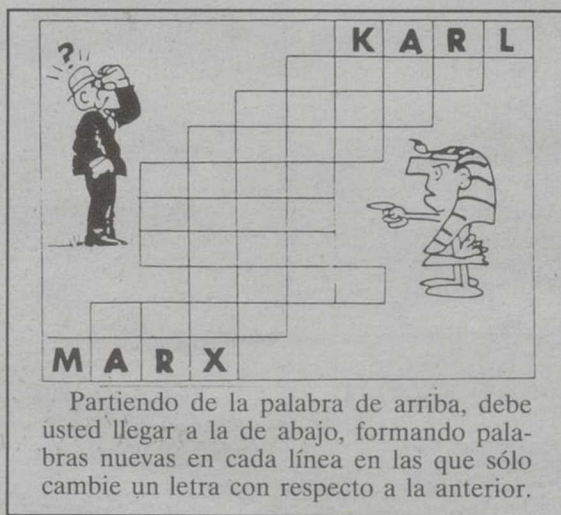 ?
KARL
MARX
Partiendo de la palabra de arriba, debe
usted llegar a la de abajo, formando pala-
bras nuevas en cada línea en las que sólo
cambie un letra con respecto a la anterior.